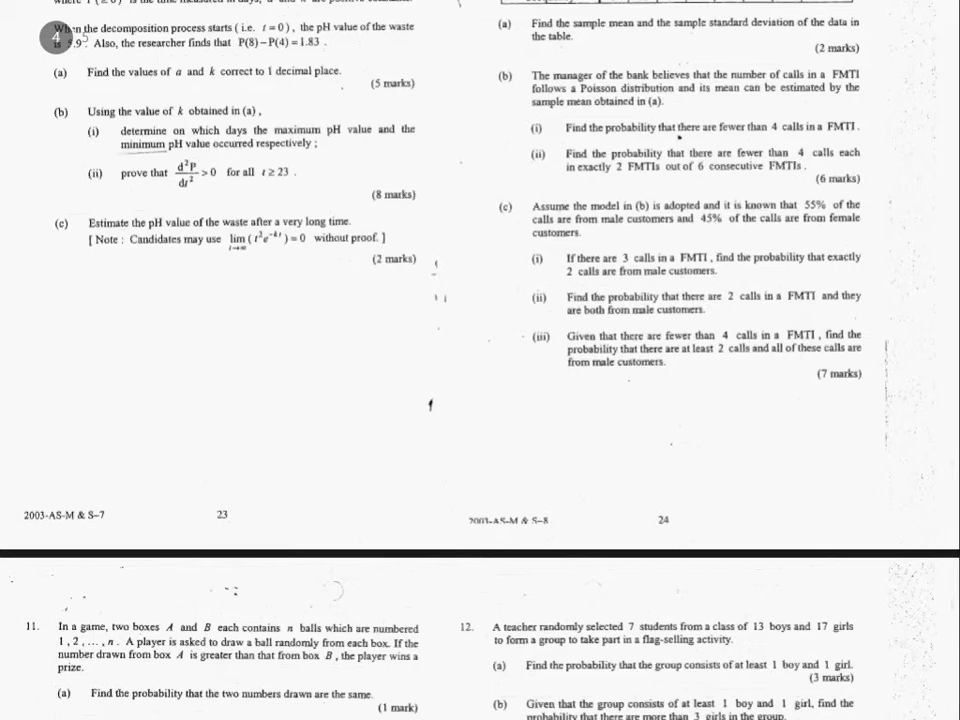 When the decomposition process starts ( i.e. t = 0 ) , the pH value of the waste
is 5.9 . Also, the researcher finds that P(8) – P(4) = 1.83 .
(a) Find the values of a and k correct to 1 decimal place.
(5 marks)
(b) Using the value of k obtained in (a) ,
(i) determine on which days the maximum pH value and the
minimum pH value occurred respectively ;
(ii) prove that d²P/dt² > 0 for all t ≥ 23 .
(8 marks)
(c) Estimate the pH value of the waste after a very long time.
[ Note : Candidates may use lim t→∞ ( t²e^-kt ) = 0 without proof. ]
(2 marks)
2003-AS-M & S–7
23
(a) Find the sample mean and the sample standard deviation of the data in
the table.
(2 marks)
(b) The manager of the bank believes that the number of calls in a FMTI
follows a Poisson distribution and its mean can be estimated by the
sample mean obtained in (a).
(i) Find the probability that there are fewer than 4 calls in a FMTI .
(ii) Find the probability that there are fewer than 4 calls each
in exactly 2 FMTIs out of 6 consecutive FMTIs .
(6 marks)
(c) Assume the model in (b) is adopted and it is known that 55% of the
calls are from male customers and 45% of the calls are from female
customers.
(i) If there are 3 calls in a FMTI , find the probability that exactly
2 calls are from male customers.
(ii) Find the probability that there are 2 calls in a FMTI and they
are both from male customers.
(iii) Given that there are fewer than 4 calls in a FMTI , find the
probability that there are at least 2 calls and all of these calls are
from male customers.
(7 marks)
2003-AS-M & S–8
24
11. In a game, two boxes A and B each contains n balls which are numbered
1 , 2 , ... , n . A player is asked to draw a ball randomly from each box. If the
number drawn from box A is greater than that from box B , the player wins a
prize.
(a) Find the probability that the two numbers drawn are the same.
(1 mark)
12. A teacher randomly selected 7 students from a class of 13 boys and 17 girls
to form a group to take part in a flag-selling activity.
(a) Find the probability that the group consists of at least 1 boy and 1 girl.
(3 marks)
(b) Given that the group consists of at least 1 boy and 1 girl, find the
probability that there are more than 3 girls in the group.